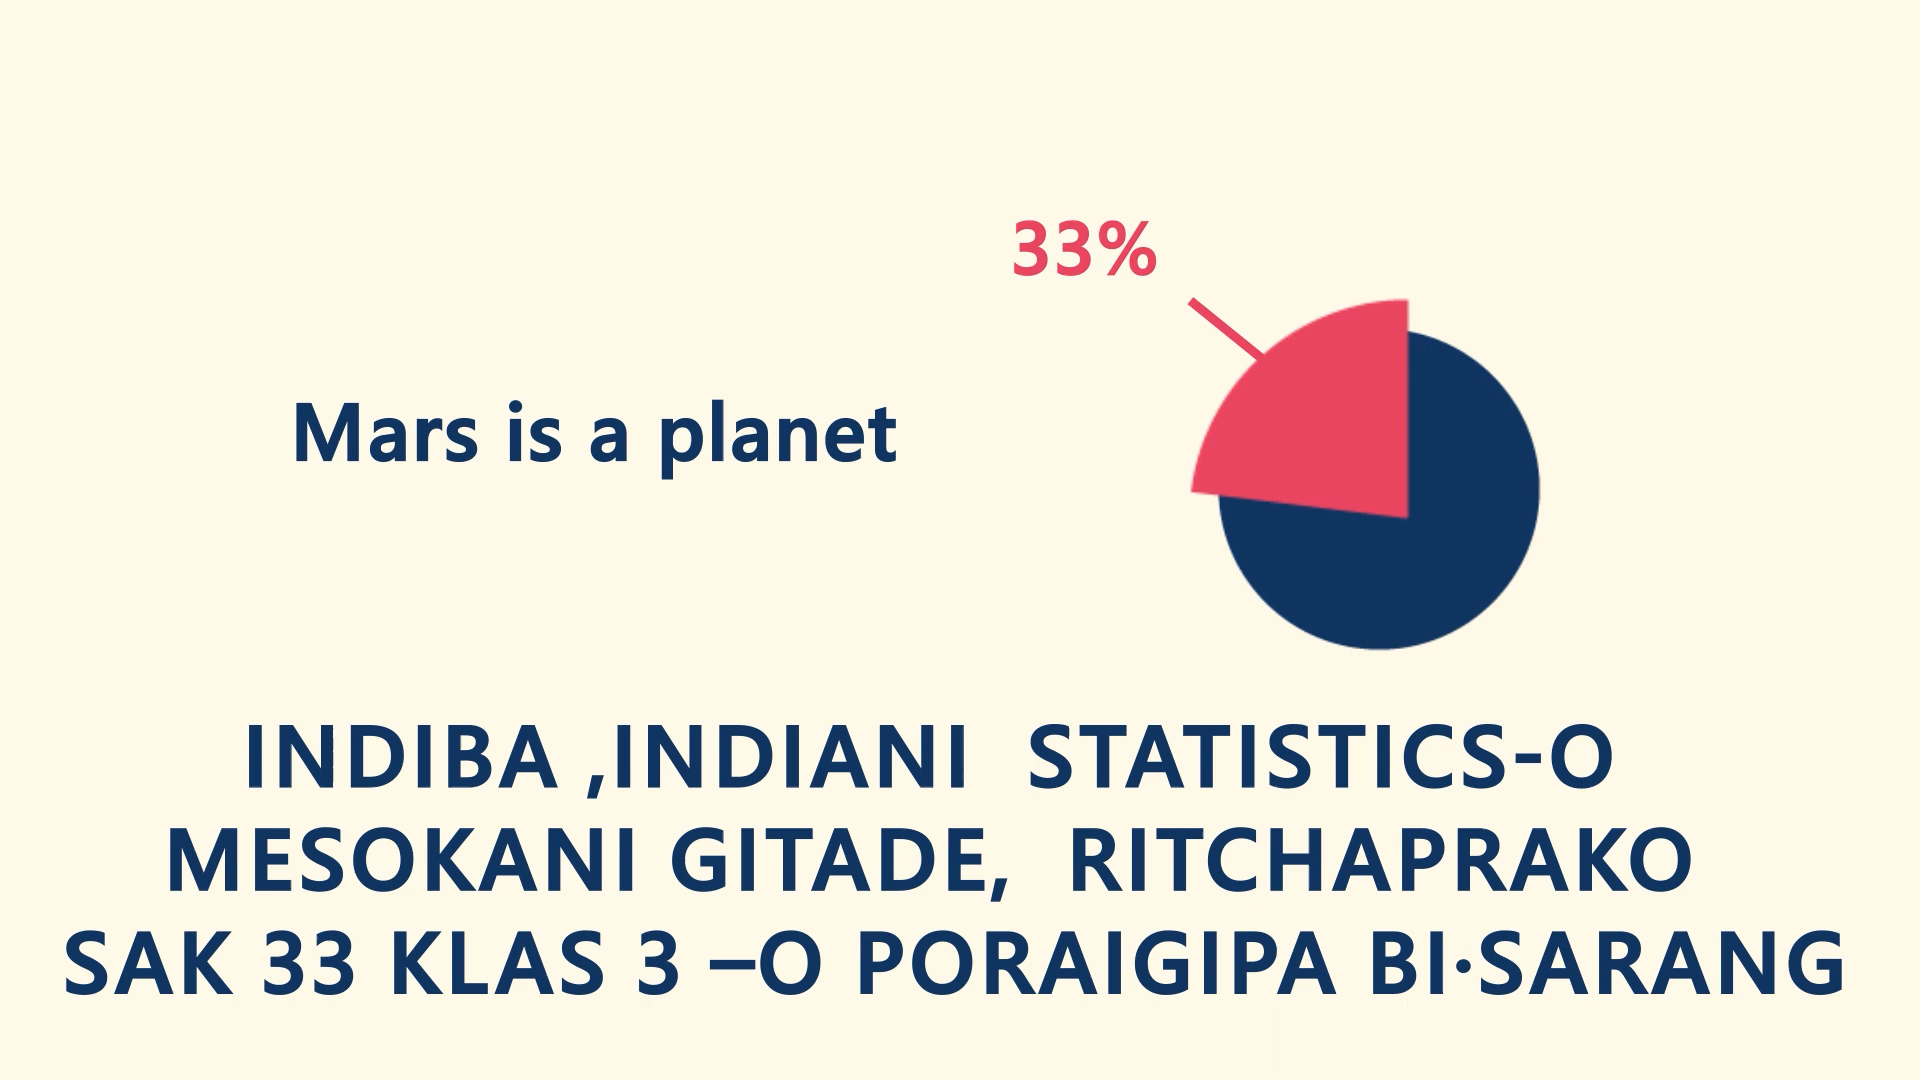 33%
Mars is a planet
INDIBA ,INDIANI  STATISTICS-O
MESOKANI GITADE,  RITCHAPRAKO
SAK 33 KLAS 3 –O PORAIGIPA BI·SARANG